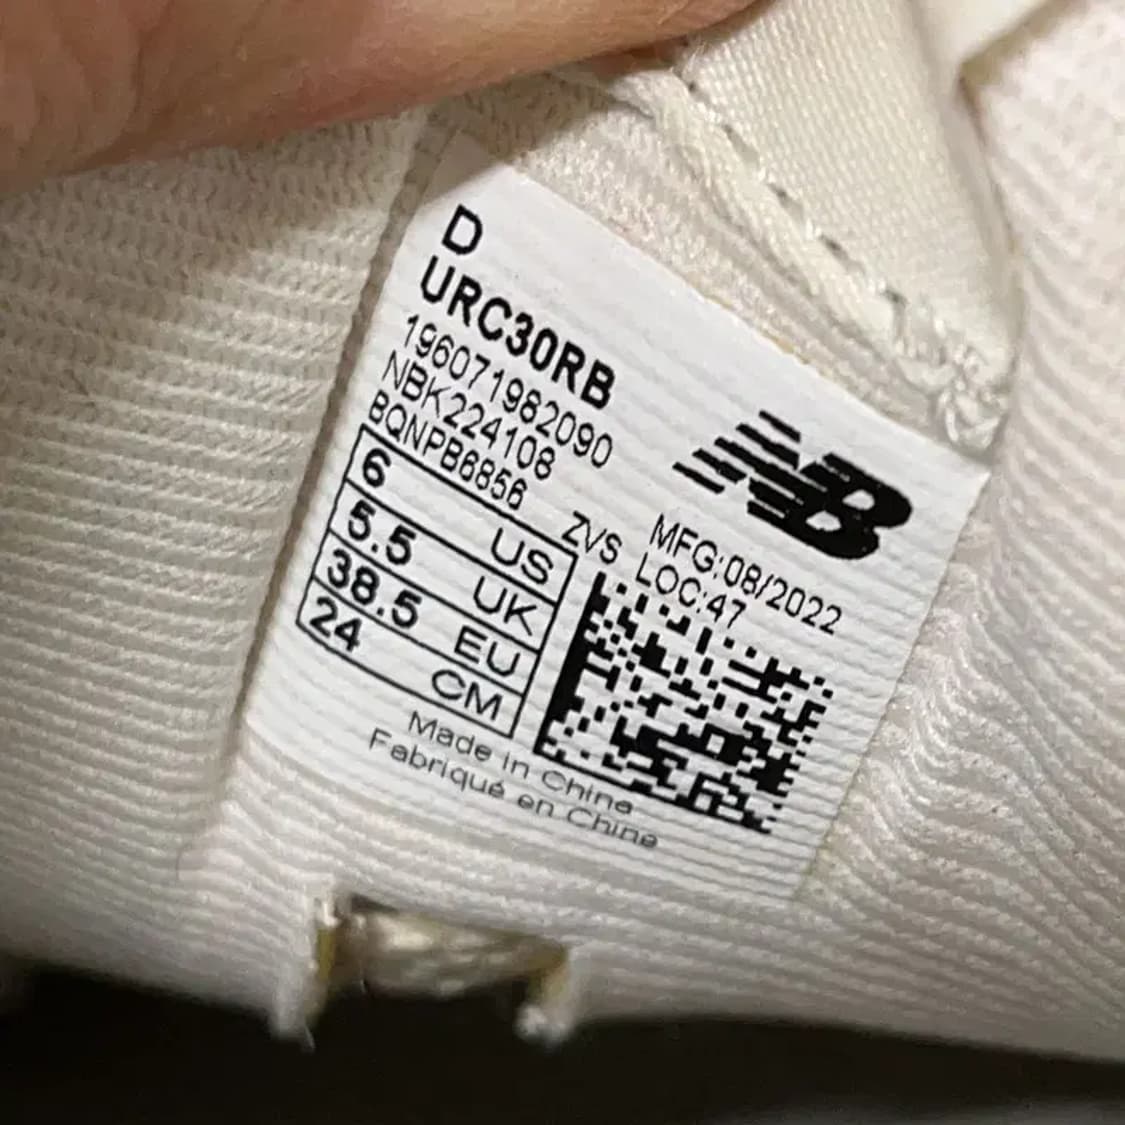 D
URC30RB
196071982090
NBK224108
BQNPB6856
ZVS
6 US
5.5 UK
38.5 EU
24 CM
NB
MFG:08/2022
LOC:47
Made in China
Fabriqué en Chine